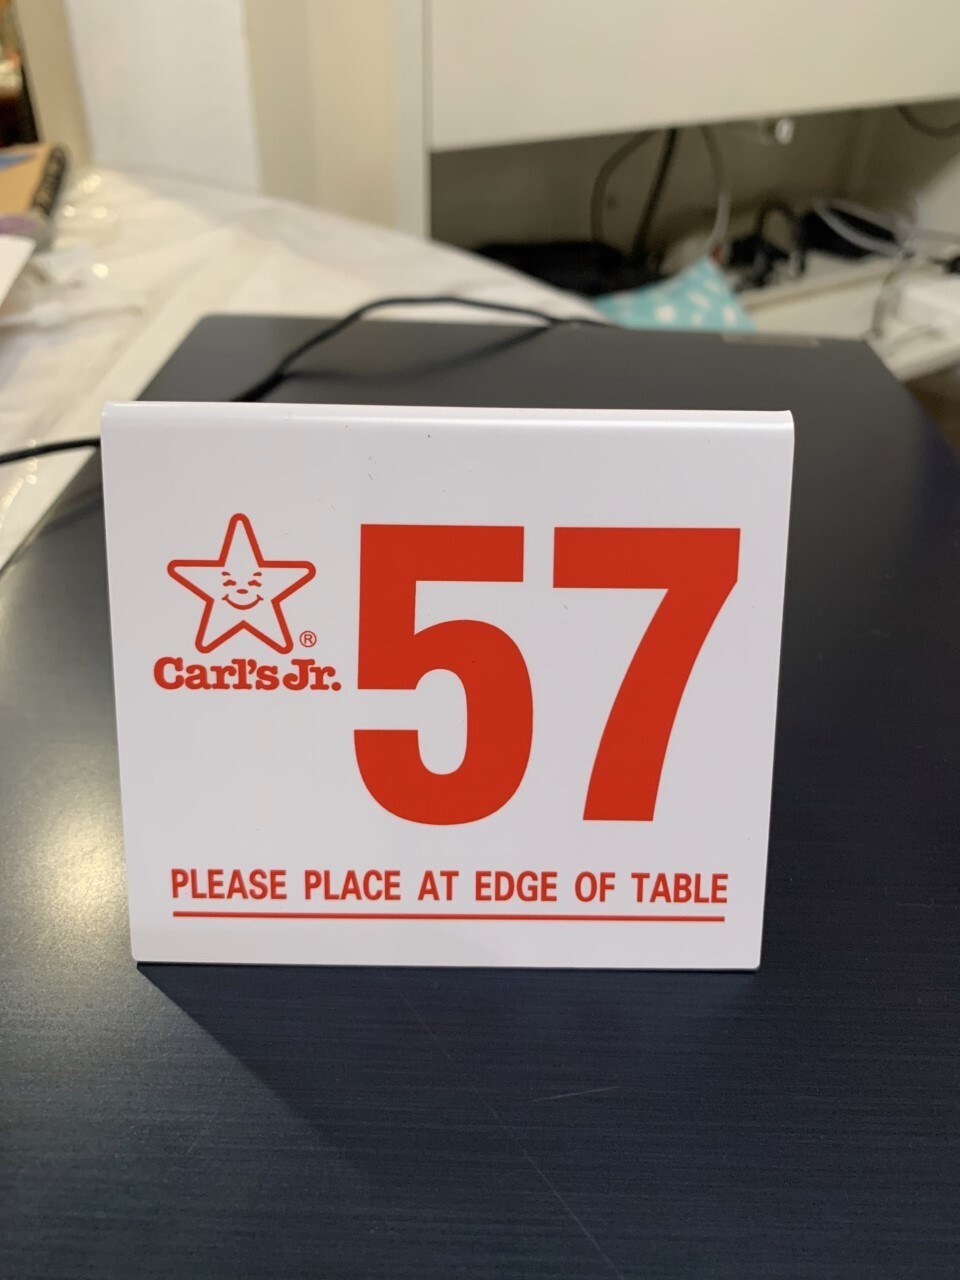 57
®
Carl's Jr.
PLEASE PLACE AT EDGE OF TABLE